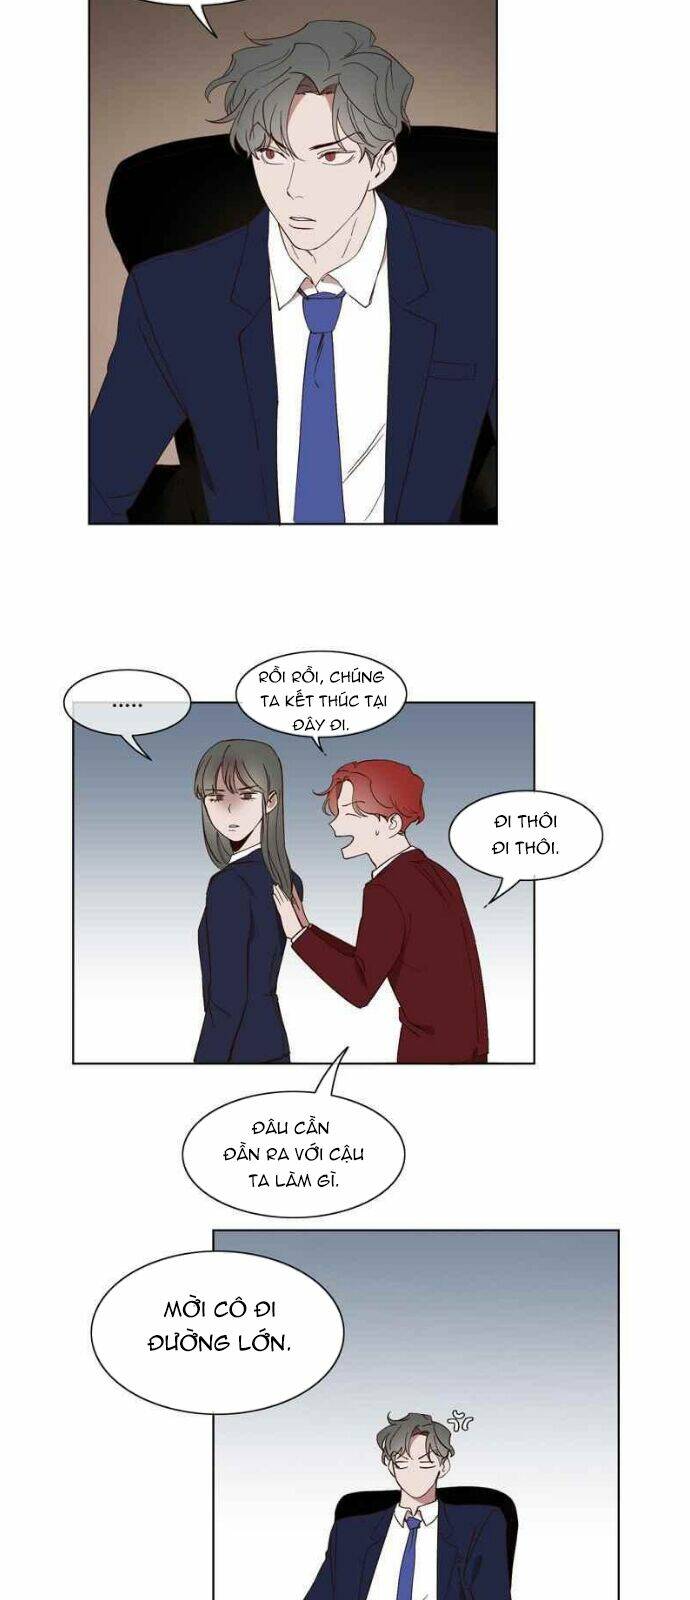 .....
RỒI RỒI, CHÚNG
TA KẾT THÚC TẠI
ĐÂY ĐI.
ĐI THÔI
ĐI THÔI.
ĐÂU CẦN
DẦN RA VỚI CẬU
TA LÀM GÌ.
MỜI CÔ ĐI
ĐƯỜNG LỚN.